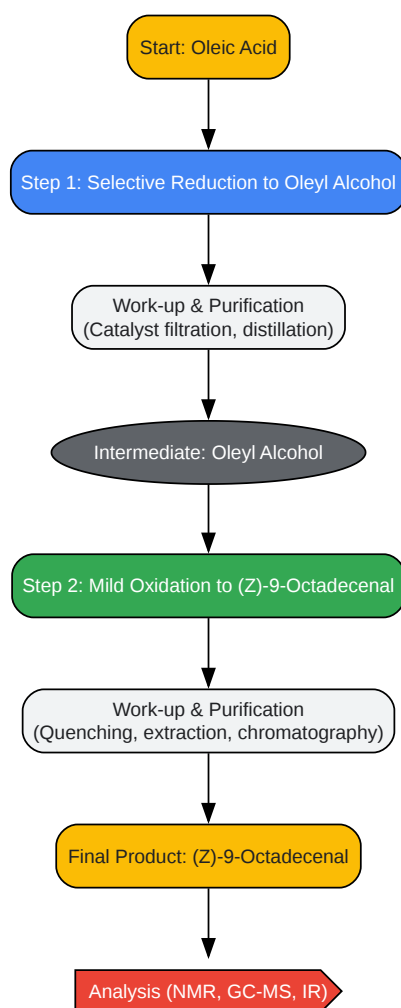 Start: Oleic Acid
Step 1: Selective Reduction to Oleyl Alcohol
Work-up & Purification
(Catalyst filtration, distillation)
Intermediate: Oleyl Alcohol
Step 2: Mild Oxidation to (Z)-9-Octadecenal
Work-up & Purification
(Quenching, extraction, chromatography)
Final Product: (Z)-9-Octadecenal
Analysis (NMR, GC-MS, IR)